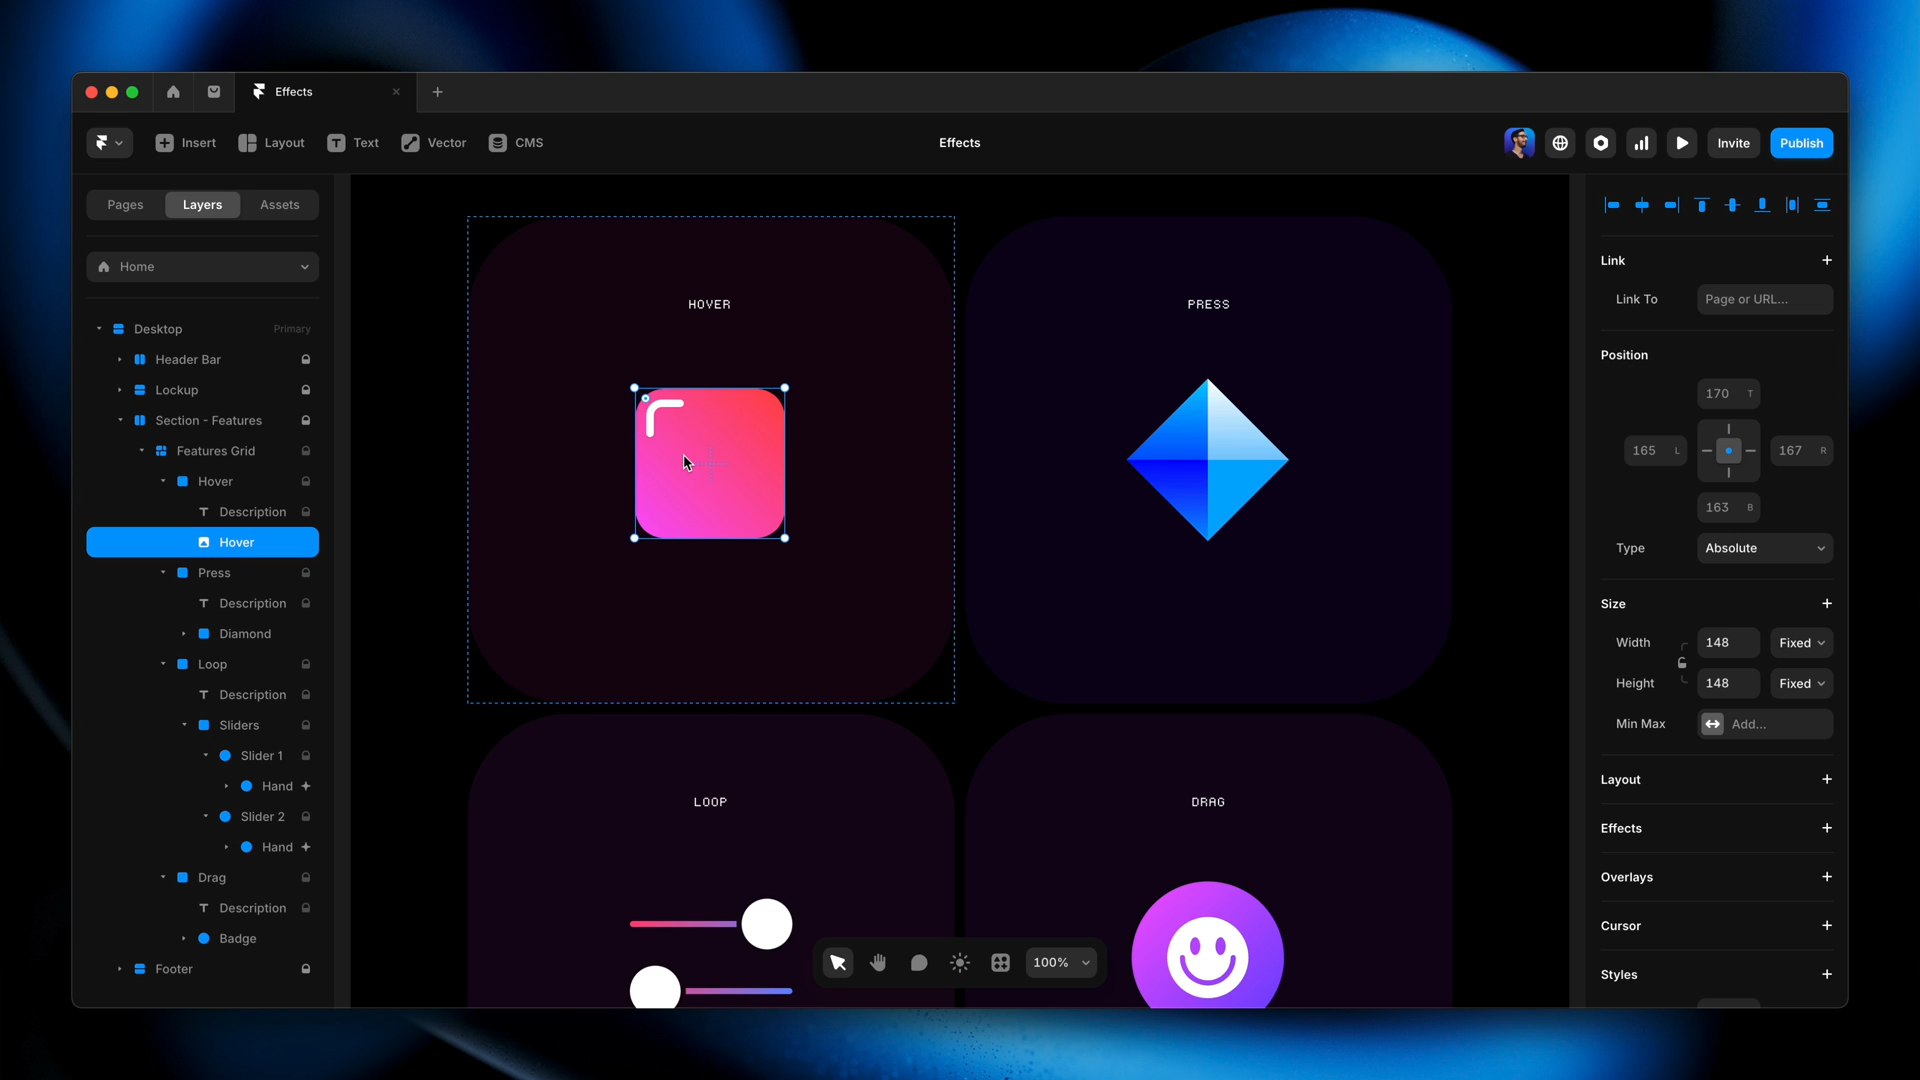 Effects
Insert
Layout
Text
Vector
CMS
Effects
Invite
Publish
Pages
Layers
Assets
Home
Desktop
Primary
Header Bar
Lockup
Section - Features
Features Grid
Hover
Description
Hover
Press
Description
Diamond
Loop
Description
Sliders
Slider 1
Hand
Slider 2
Hand
Drag
Description
Badge
Footer
HOVER
PRESS
LOOP
DRAG
100%
Link
Link To
Page or URL...
Position
170 T
165 L
167 R
163 B
Type
Absolute
Size
Width
148
Fixed
Height
148
Fixed
Min Max
Add...
Layout
Effects
Overlays
Cursor
Styles